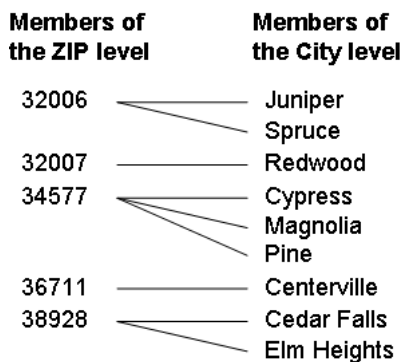 Members of the ZIP level
Members of the City level
32006 Juniper
Spruce
32007 Redwood
34577 Cypress
Magnolia
Pine
36711 Centerville
38928 Cedar Falls
Elm Heights